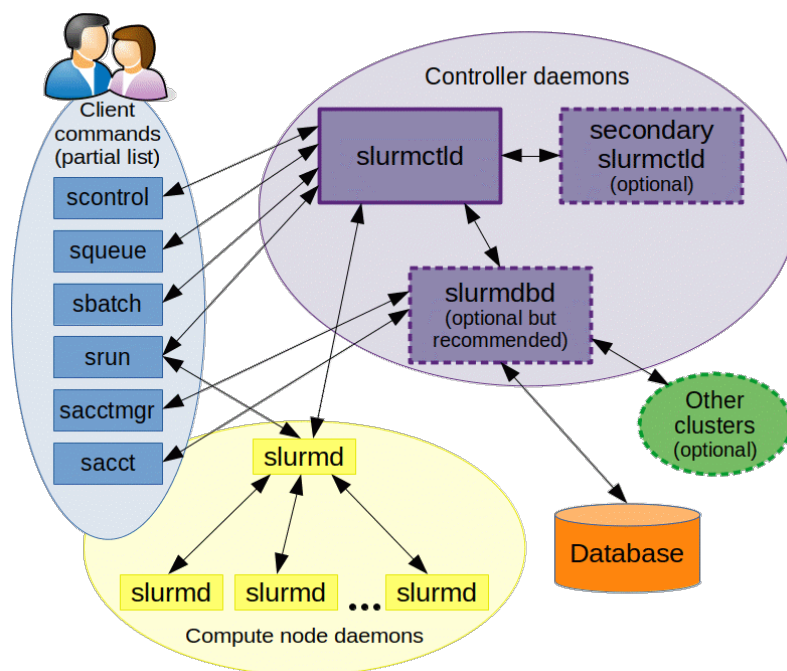 Client
commands
(partial list)
scontrol
squeue
sbatch
srun
sacctmgr
sacct
Controller daemons
slurmctld
secondary
slurmctld
(optional)
slurmdbd
(optional but
recommended)
Other
clusters
(optional)
Database
slurmd
slurmd
slurmd
...
slurmd
Compute node daemons